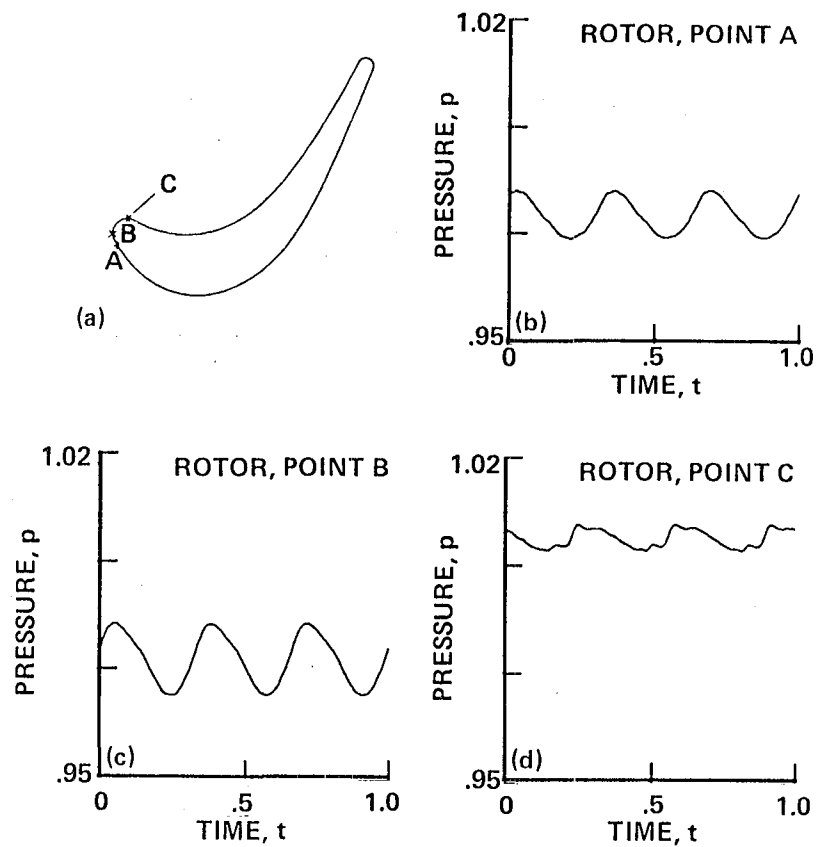 C
B
A
(a)
1.02
ROTOR, POINT A
PRESSURE, p
.95
(b)
0
.5
1.0
TIME, t
1.02
ROTOR, POINT B
PRESSURE, p
.95
(c)
0
.5
1.0
TIME, t
1.02
ROTOR, POINT C
PRESSURE, p
.95
(d)
0
.5
1.0
TIME, t